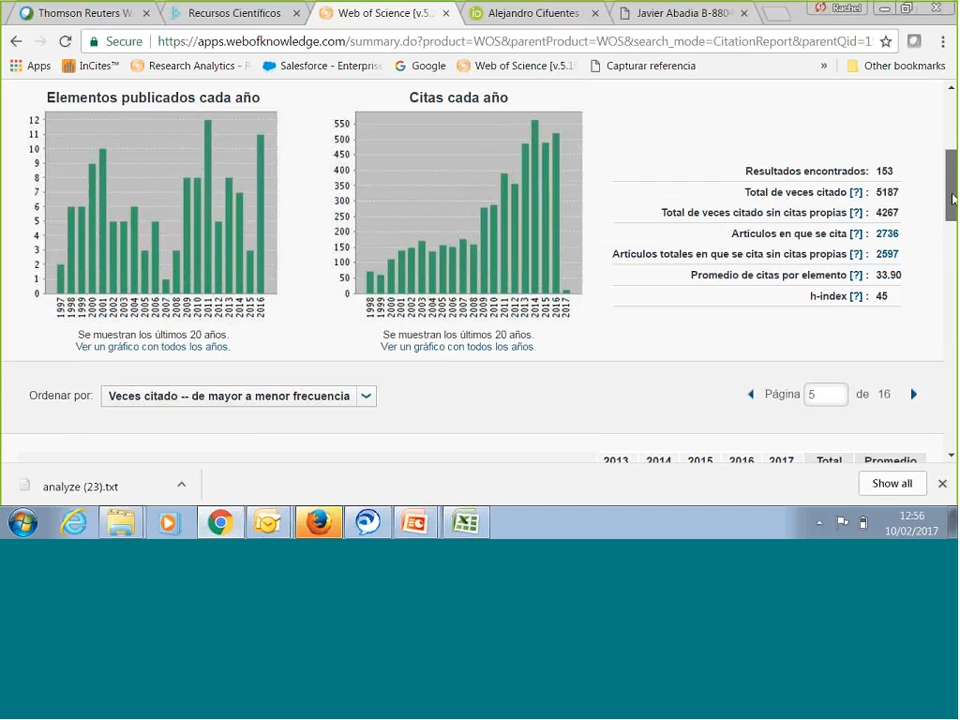 Thomson Reuters W
Recursos Científicos
Web of Science [v.5.
Alejandro Cifuentes
Javier Abadia B-880
Rachel
Secure
https://apps.webofknowledge.com/summary.do?product=WOS&parentProduct=WOS&search_mode=CitationReport&parentQid=1
Apps
InCites™
Research Analytics -
Salesforce - Enterpris
Google
Web of Science [v.5.1
Capturar referencia
»
Other bookmarks
Elementos publicados cada año
12
11
10
9
8
7
6
5
4
3
2
1
0
1997 1998 1999 2000 2001 2002 2003 2004 2005 2006 2007 2008 2009 2010 2011 2012 2013 2014 2015 2016
Se muestran los últimos 20 años.
Ver un gráfico con todos los años.
Citas cada año
550
500
450
400
350
300
250
200
150
100
50
0
1998 1999 2000 2001 2002 2003 2004 2005 2006 2007 2008 2009 2010 2011 2012 2013 2014 2015 2016 2017
Se muestran los últimos 20 años.
Ver un gráfico con todos los años.
Resultados encontrados: 153
Total de veces citado [?] : 5187
Total de veces citado sin citas propias [?] : 4267
Artículos en que se cita [?] : 2736
Artículos totales en que se cita sin citas propias [?] : 2597
Promedio de citas por elemento [?] : 33.90
h-index [?] : 45
Ordenar por: Veces citado -- de mayor a menor frecuencia
Página 5 de 16
2013 2014 2015 2016 2017 Total Promedio
analyze (23).txt
Show all
12:56
10/02/2017